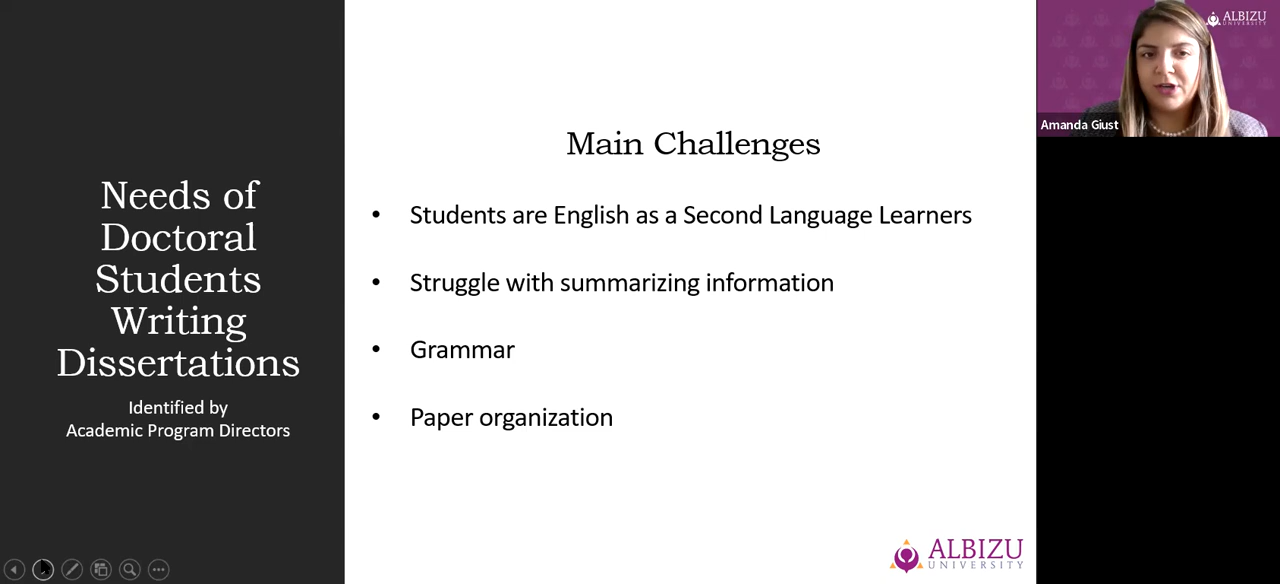 Needs of
Doctoral
Students
Writing
Dissertations
Identified by
Academic Program Directors
Main Challenges
• Students are English as a Second Language Learners
• Struggle with summarizing information
• Grammar
• Paper organization
ALBIZU
UNIVERSITY
ALBIZU
UNIVERSITY
Amanda Giust